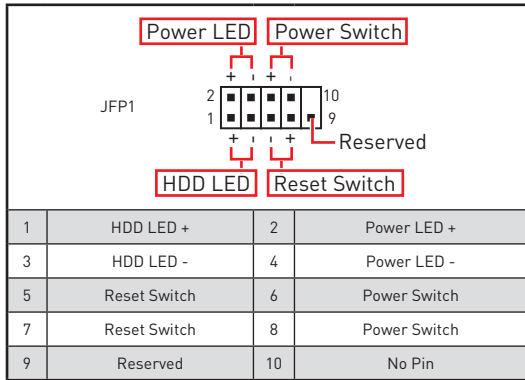 Power LED Power Switch
+ - + -
JFP1
2 10
1 9
+ - - +
Reserved
HDD LED Reset Switch
1 HDD LED + 2 Power LED +
3 HDD LED - 4 Power LED -
5 Reset Switch 6 Power Switch
7 Reset Switch 8 Power Switch
9 Reserved 10 No Pin